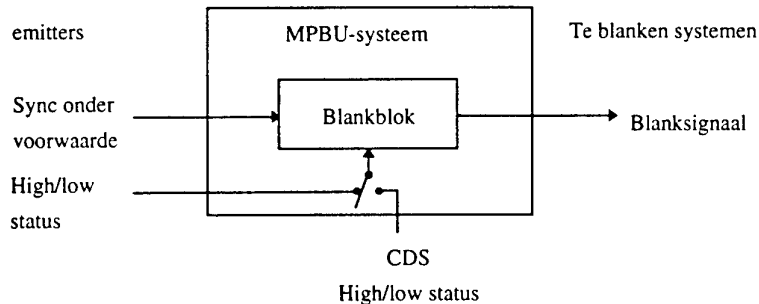 emitters
MPBU-systeem
Te blanken systemen
Sync onder
voorwaarde
Blankblok
Blanksignaal
High/low
status
CDS
High/low status